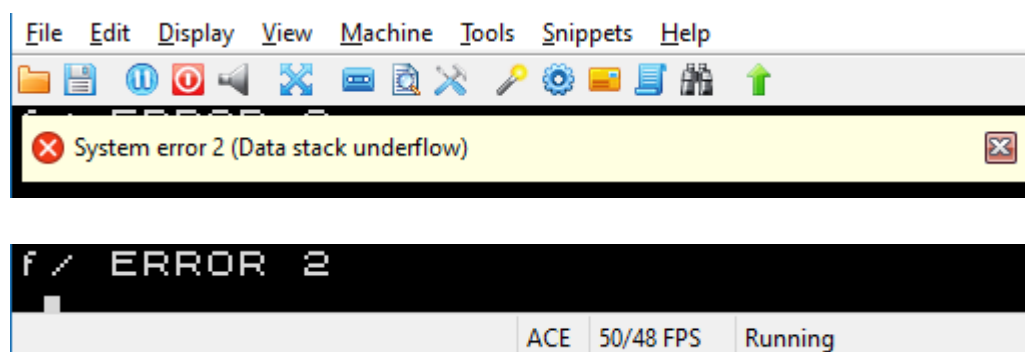 File Edit Display View Machine Tools Snippets Help
System error 2 (Data stack underflow)
f / ERROR 2
ACE 50/48 FPS Running